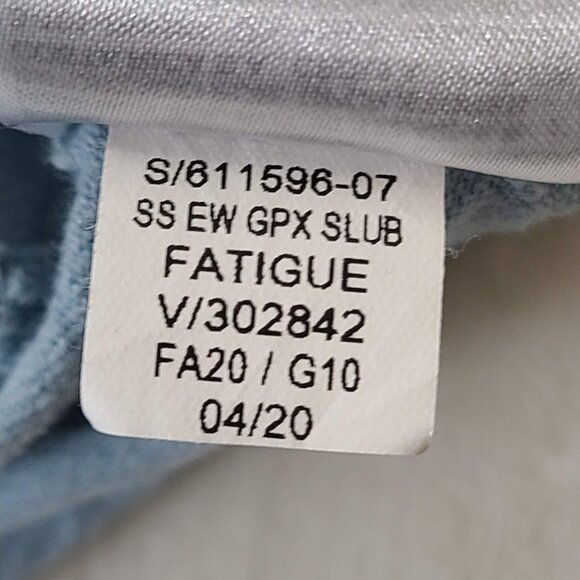 S/611596-07
SS EW GPX SLUB
FATIGUE
V/302842
FA20 / G10
04/20